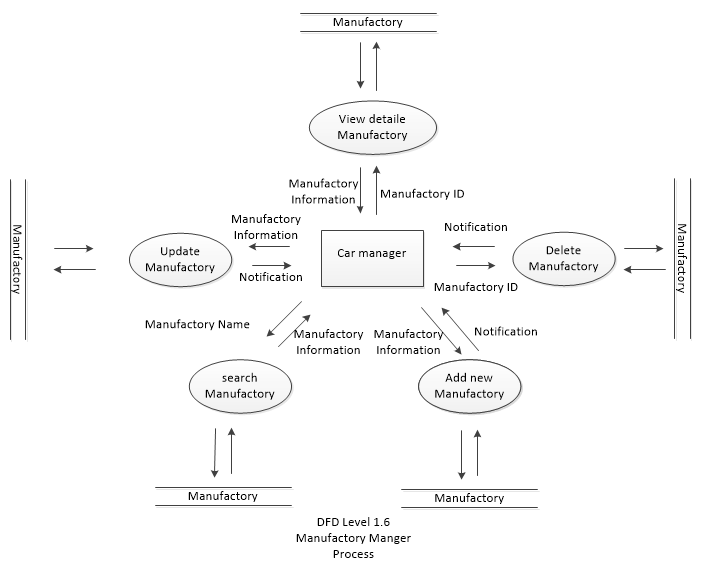 Manufactory
View detaile
Manufactory
Manufactory
Information
Manufactory ID
Manufactory
Information
Notification
Manufactory
Update
Manufactory
Car manager
Delete
Manufactory
Manufactory
Notification
Manufactory ID
Manufactory Name
Manufactory
Information
Manufactory
Information
Notification
search
Manufactory
Add new
Manufactory
Manufactory
Manufactory
DFD Level 1.6
Manufactory Manger
Process